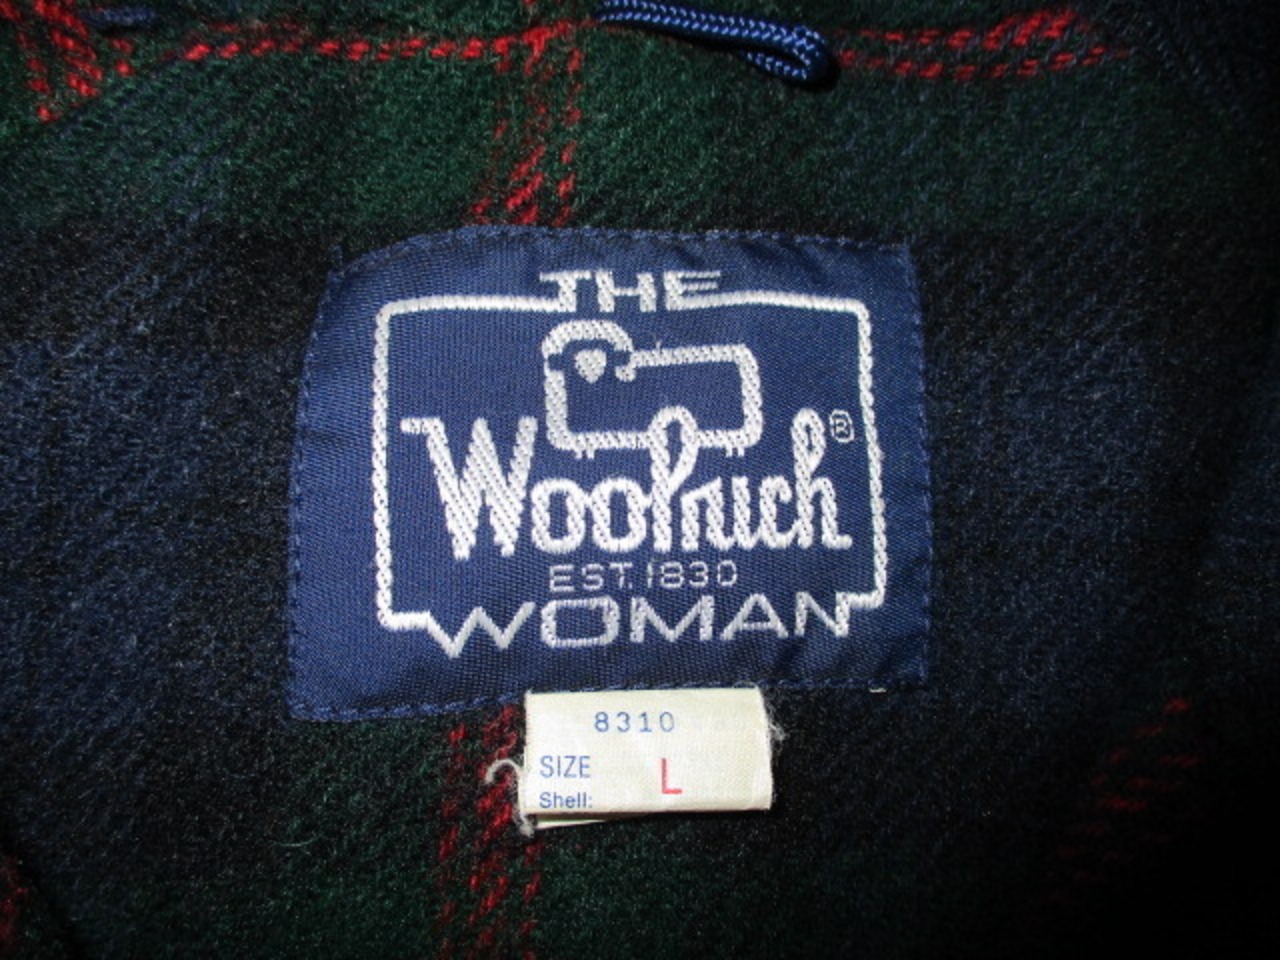 THE
Woolrich®
EST. 1830
WOMAN
8310
SIZE L
Shell: